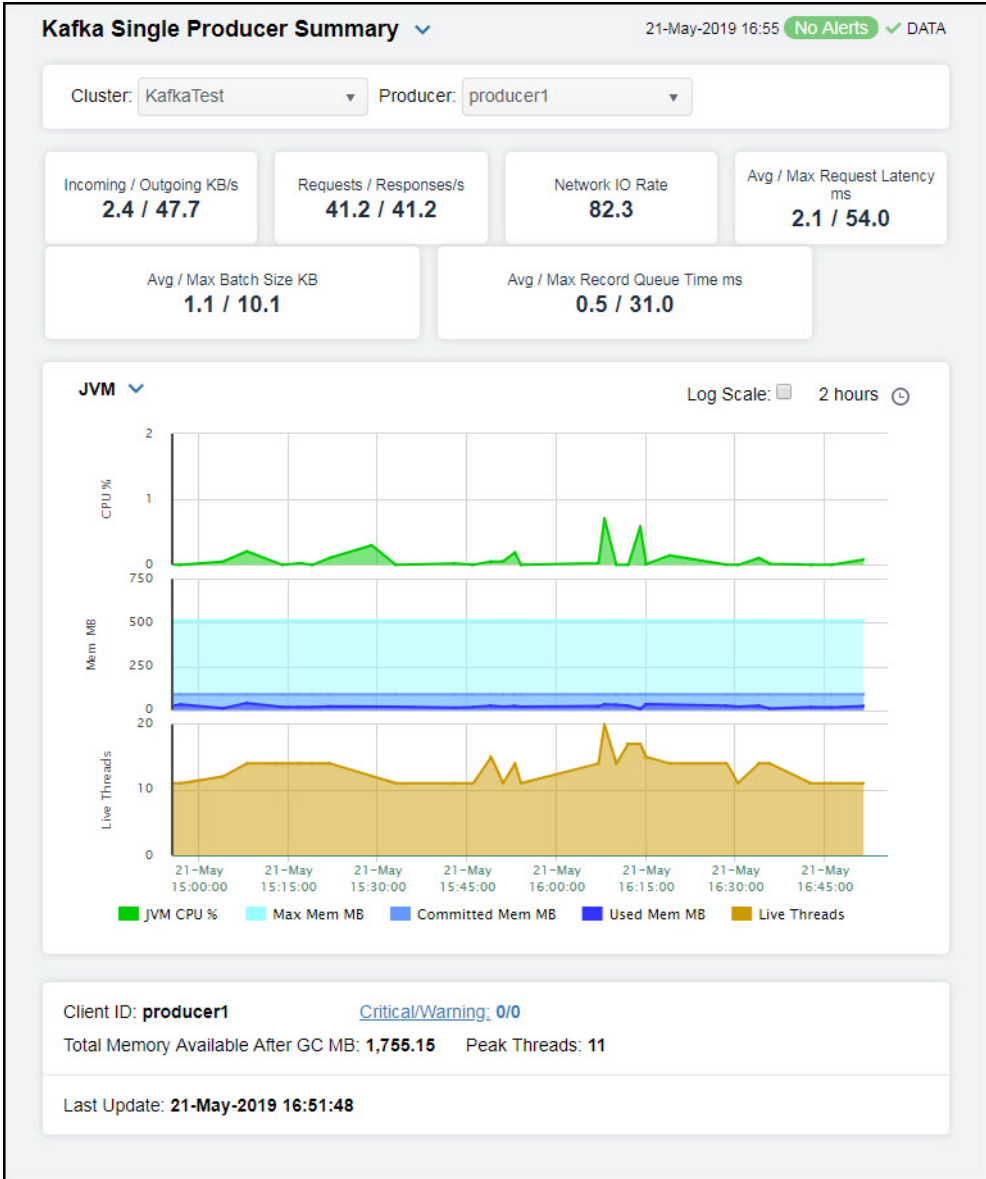 Kafka Single Producer Summary 21-May-2019 16:55 No Alerts DATA
Cluster: KafkaTest Producer: producer1
Incoming / Outgoing KB/s
2.4 / 47.7
Requests / Responses/s
41.2 / 41.2
Network IO Rate
82.3
Avg / Max Request Latency
ms
2.1 / 54.0
Avg / Max Batch Size KB
1.1 / 10.1
Avg / Max Record Queue Time ms
0.5 / 31.0
JVM Log Scale: 2 hours
CPU %
2
1
0
Mem MB
750
500
250
0
Live Threads
20
10
0
21-May 21-May 21-May 21-May 21-May 21-May 21-May 21-May
15:00:00 15:15:00 15:30:00 15:45:00 16:00:00 16:15:00 16:30:00 16:45:00
JVM CPU % Max Mem MB Committed Mem MB Used Mem MB Live Threads
Client ID: producer1 Critical/Warning: 0/0
Total Memory Available After GC MB: 1,755.15 Peak Threads: 11
Last Update: 21-May-2019 16:51:48